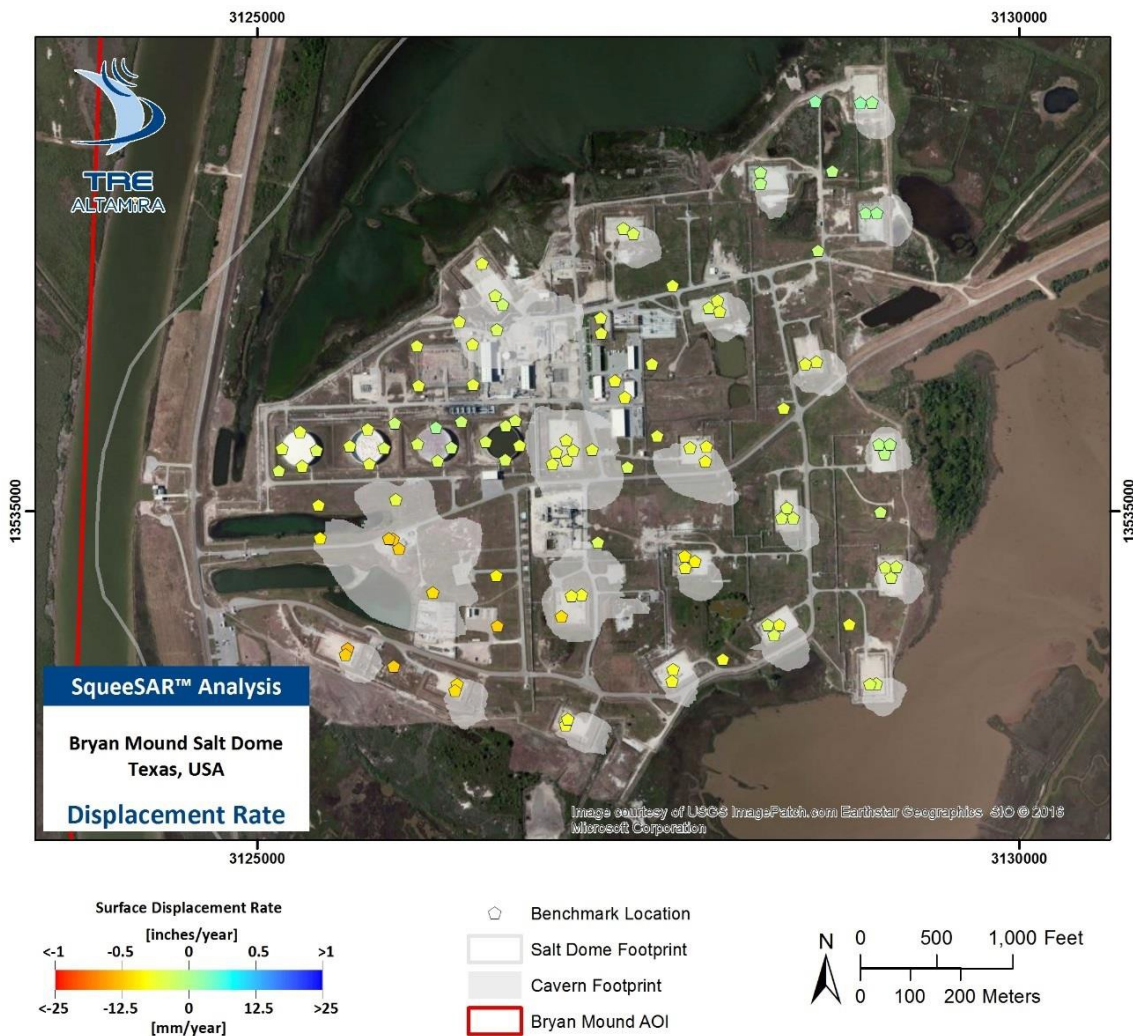 3125000 3130000
TRE
ALTAMIRA
13535000 13535000
SqueeSAR™ Analysis
Bryan Mound Salt Dome
Texas, USA
Displacement Rate
Image courtesy of USGS ImagePatch.com Earthstar Geographics SIO © 2016
Microsoft Corporation
3125000 3130000
Surface Displacement Rate
[inches/year]
<-1 -0.5 0 0.5 >1
<-25 -12.5 0 12.5 >25
[mm/year]
Benchmark Location
Salt Dome Footprint
Cavern Footprint
Bryan Mound AOI
N
0 500 1,000 Feet
0 100 200 Meters